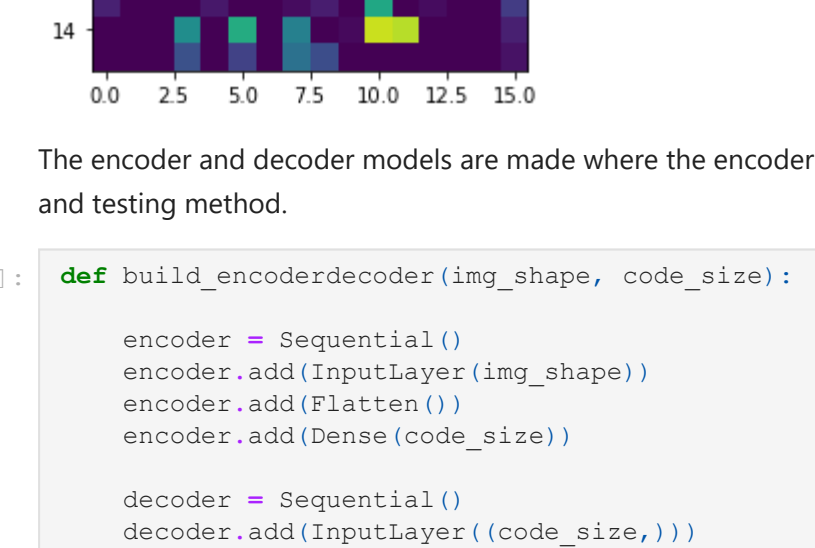 14
0.0 2.5 5.0 7.5 10.0 12.5 15.0
The encoder and decoder models are made where the encoder
and testing method.
]:
def build_encoderdecoder(img_shape, code_size):
encoder = Sequential()
encoder.add(InputLayer(img_shape))
encoder.add(Flatten())
encoder.add(Dense(code_size))
decoder = Sequential()
decoder.add(InputLayer((code_size,)))